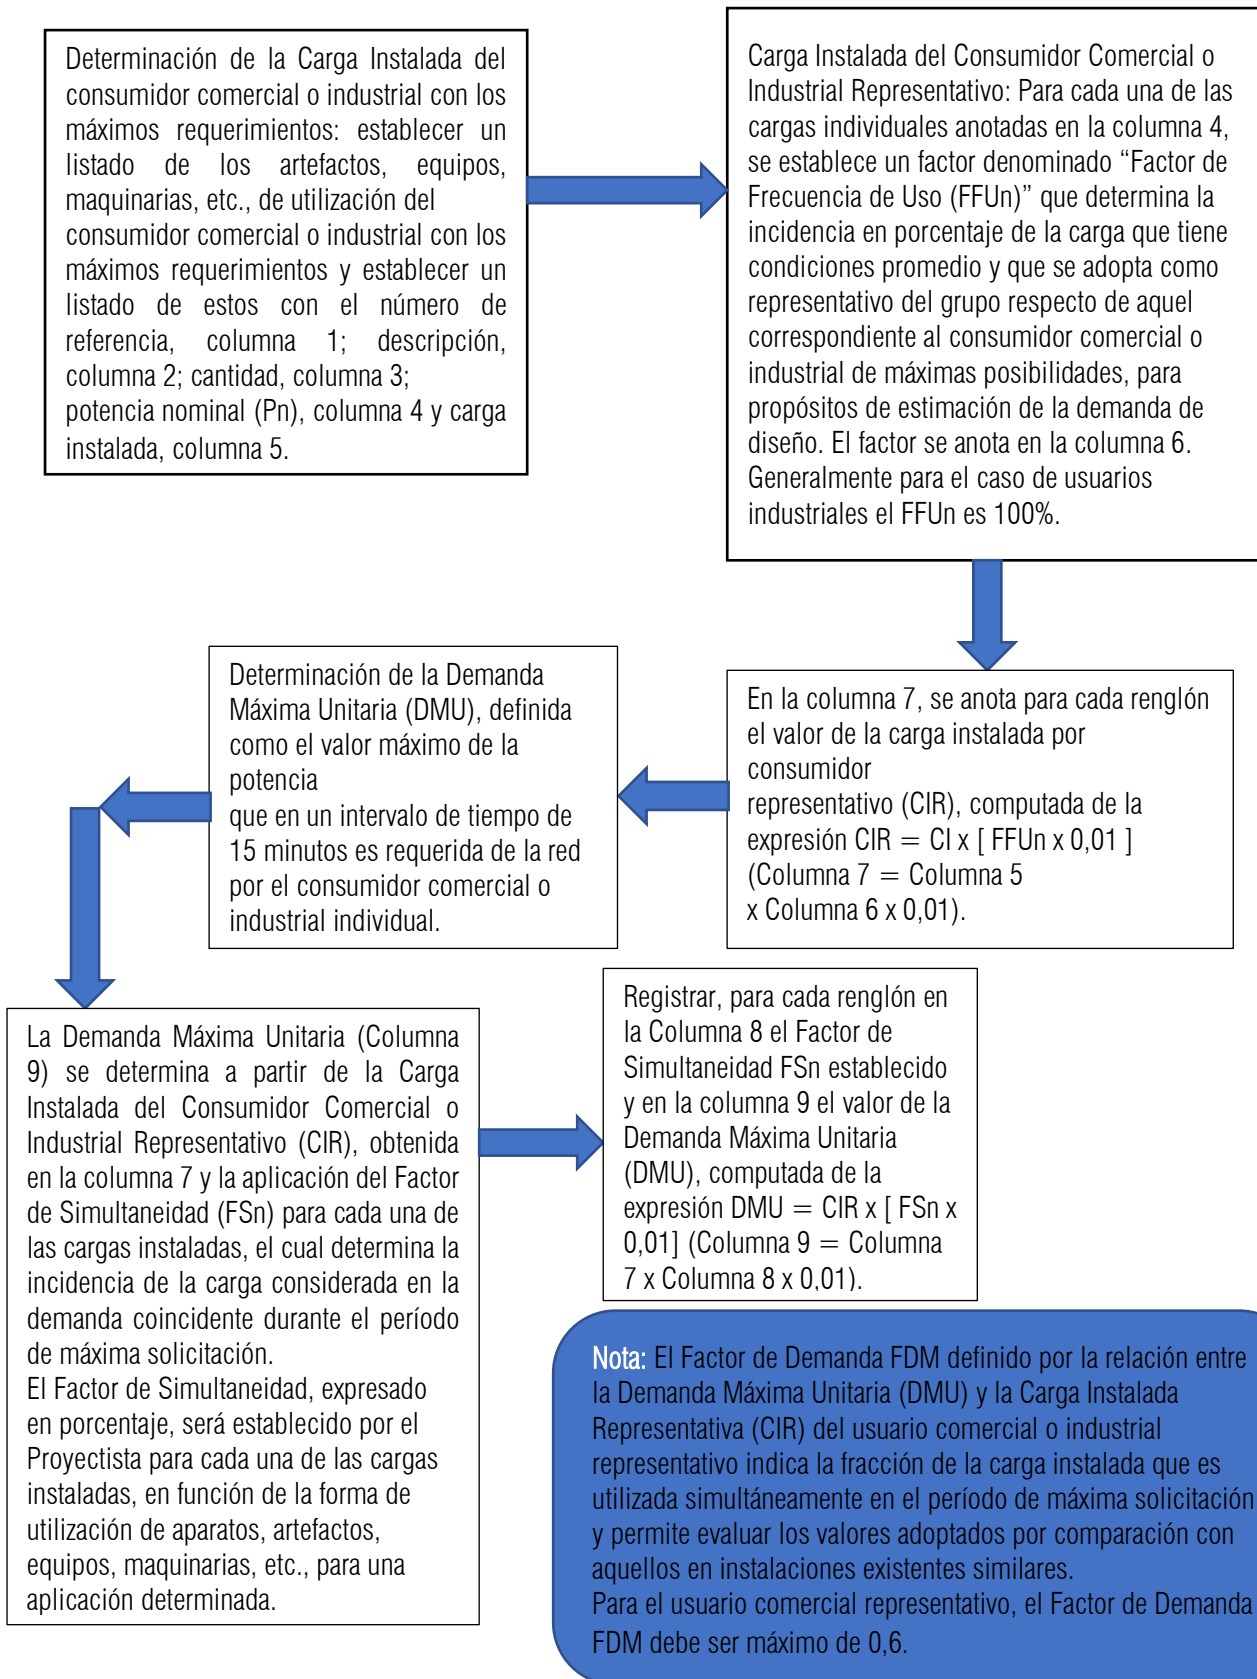 Determinación de la Carga Instalada del
consumidor comercial o industrial con los
máximos requerimientos: establecer un
listado de los artefactos, equipos,
maquinarias, etc., de utilización del
consumidor comercial o industrial con los
máximos requerimientos y establecer un
listado de estos con el número de
referencia, columna 1; descripción,
columna 2; cantidad, columna 3;
potencia nominal (Pn), columna 4 y carga
instalada, columna 5.
Carga Instalada del Consumidor Comercial o
Industrial Representativo: Para cada una de las
cargas individuales anotadas en la columna 4,
se establece un factor denominado “Factor de
Frecuencia de Uso (FFUn)” que determina la
incidencia en porcentaje de la carga que tiene
condiciones promedio y que se adopta como
representativo del grupo respecto de aquel
correspondiente al consumidor comercial o
industrial de máximas posibilidades, para
propósitos de estimación de la demanda de
diseño. El factor se anota en la columna 6.
Generalmente para el caso de usuarios
industriales el FFUn es 100%.
En la columna 7, se anota para cada renglón
el valor de la carga instalada por
consumidor
representativo (CIR), computada de la
expresión CIR = CI x [ FFUn x 0,01 ]
(Columna 7 = Columna 5
x Columna 6 x 0,01).
Determinación de la Demanda
Máxima Unitaria (DMU), definida
como el valor máximo de la
potencia
que en un intervalo de tiempo de
15 minutos es requerida de la red
por el consumidor comercial o
industrial individual.
La Demanda Máxima Unitaria (Columna
9) se determina a partir de la Carga
Instalada del Consumidor Comercial o
Industrial Representativo (CIR), obtenida
en la columna 7 y la aplicación del Factor
de Simultaneidad (FSn) para cada una de
las cargas instaladas, el cual determina la
incidencia de la carga considerada en la
demanda coincidente durante el período
de máxima solicitación.
El Factor de Simultaneidad, expresado
en porcentaje, será establecido por el
Proyectista para cada una de las cargas
instaladas, en función de la forma de
utilización de aparatos, artefactos,
equipos, maquinarias, etc., para una
aplicación determinada.
Registrar, para cada renglón en
la Columna 8 el Factor de
Simultaneidad FSn establecido
y en la columna 9 el valor de la
Demanda Máxima Unitaria
(DMU), computada de la
expresión DMU = CIR x [ FSn x
0,01] (Columna 9 = Columna
7 x Columna 8 x 0,01).
Nota: El Factor de Demanda FDM definido por la relación entre
la Demanda Máxima Unitaria (DMU) y la Carga Instalada
Representativa (CIR) del usuario comercial o industrial
representativo indica la fracción de la carga instalada que es
utilizada simultáneamente en el período de máxima solicitación
y permite evaluar los valores adoptados por comparación con
aquellos en instalaciones existentes similares.
Para el usuario comercial representativo, el Factor de Demanda
FDM debe ser máximo de 0,6.